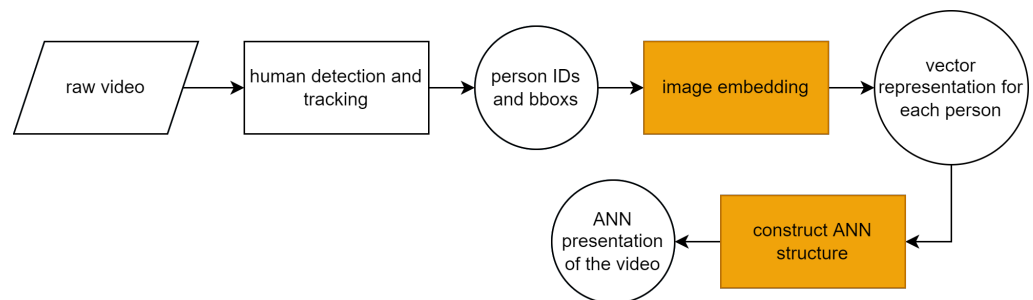 raw video
human detection and
tracking
person IDs
and bboxs
image embedding
vector
representation for
each person
ANN
presentation
of the video
construct ANN
structure